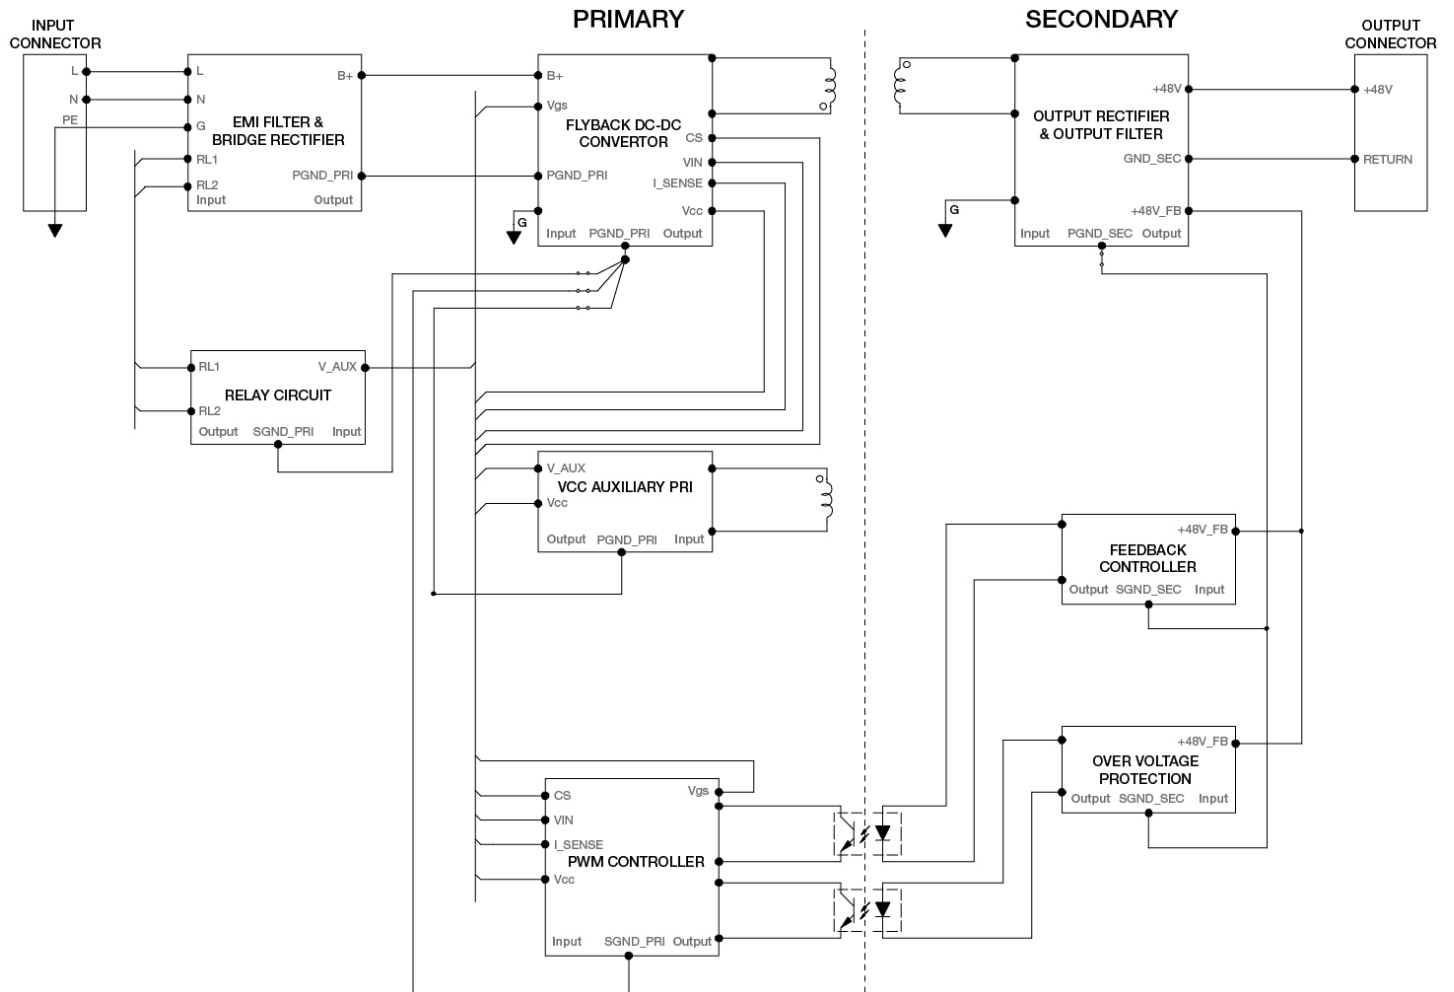 PRIMARY
SECONDARY
INPUT
CONNECTOR
L
N
PE
L
N
G
RL1
RL2
Input
EMI FILTER &
BRIDGE RECTIFIER
B+
PGND_PRI
Output
B+
Vgs
FLYBACK DC-DC
CONVERTOR
PGND_PRI
G
Input
PGND_PRI
Output
CS
VIN
I_SENSE
Vcc
OUTPUT RECTIFIER
& OUTPUT FILTER
+48V
GND_SEC
+48V_FB
G
Input
PGND_SEC
Output
OUTPUT
CONNECTOR
+48V
RETURN
RL1
V_AUX
RELAY CIRCUIT
RL2
Output
SGND_PRI
Input
V_AUX
VCC AUXILIARY PRI
Vcc
Output
PGND_PRI
Input
+48V_FB
FEEDBACK
CONTROLLER
Output
SGND_SEC
Input
+48V_FB
OVER VOLTAGE
PROTECTION
Output
SGND_SEC
Input
CS
Vgs
VIN
I_SENSE
PWM CONTROLLER
Vcc
Input
SGND_PRI
Output